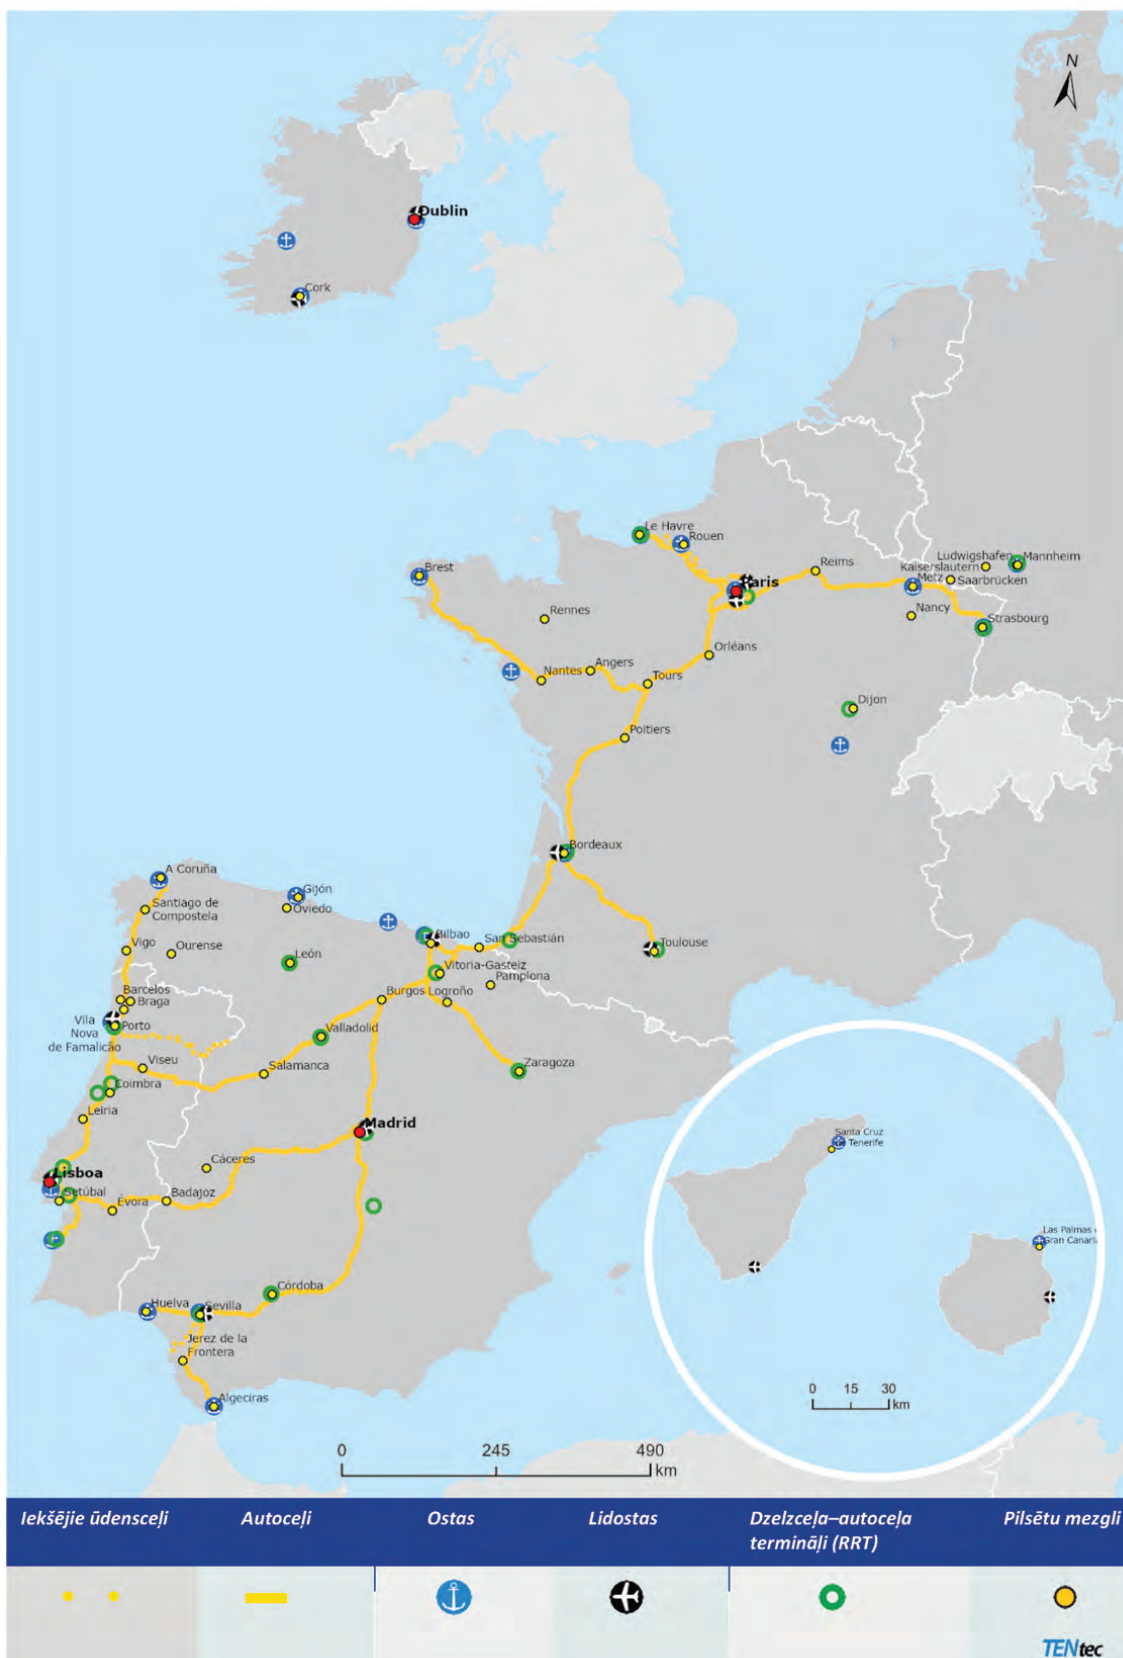 N
Dublin
Cork
Le Havre
Rouen
Brest
Reims
Ludwigshafen
Mannheim
Kaiserslautern
Metz
Saarbrücken
Paris
Rennes
Nancy
Strasbourg
Orléans
Nantes
Angers
Tours
Dijon
Poitiers
Bordeaux
A Coruña
Gijón
Santiago de
Compostela
Oviedo
Vigo
Ourense
León
Bilbao
San Sebastián
Toulouse
Vitoria-Gasteiz
Pamplona
Barcelos
Braga
Burgos
Logroño
Vila
Nova
de Famalicão
Porto
Valladolid
Viseu
Salamanca
Zaragoza
Coimbra
Leiria
Madrid
Santa Cruz
Tenerife
Lisboa
Cáceres
Setúbal
Évora
Badajoz
Las Palmas
Gran Canaria
Córdoba
Huelva
Sevilla
Jerez de la
Frontera
Algeciras
0 15 30
km
0 245 490
km
Iekšējie ūdensceļi
Autoceļi
Ostas
Lidostas
Dzelzceļa–autoceļa
termināļi (RRT)
Pilsētu mezgli
TENtec